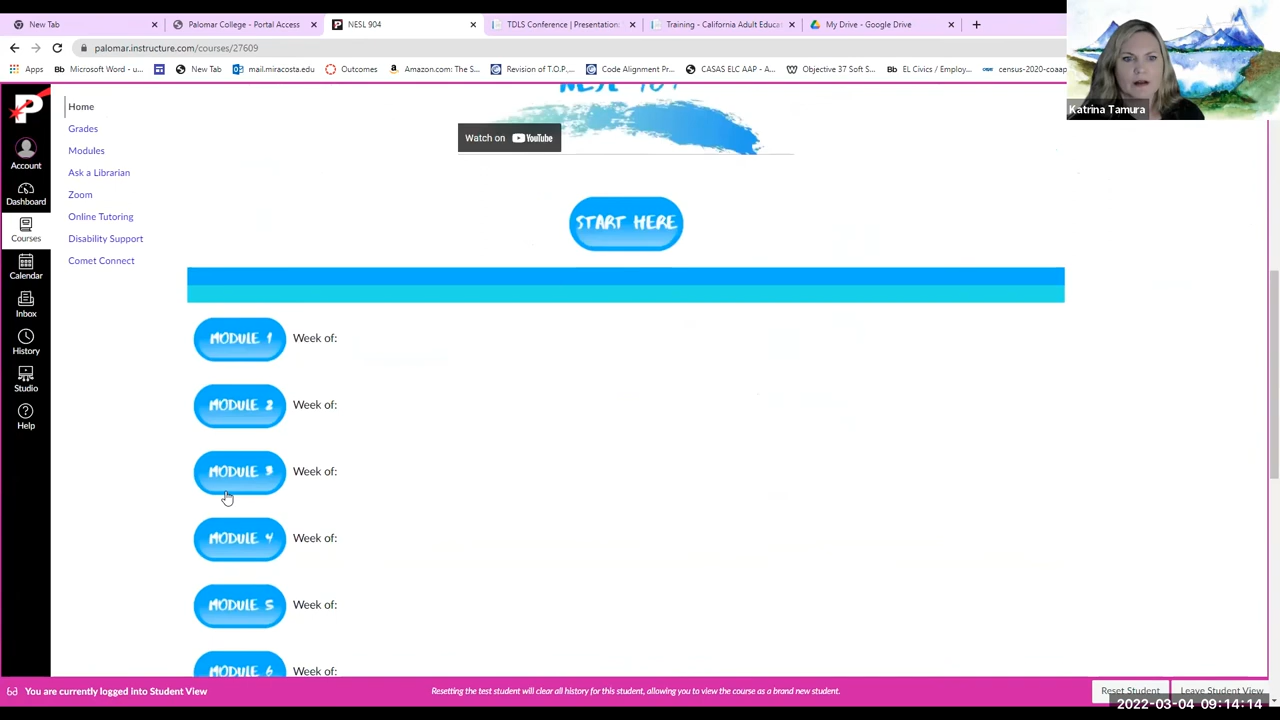 New Tab
Palomar College - Portal Access
NESL 904
TDLS Conference | Presentation:
Training - California Adult Educa
My Drive - Google Drive
palomar.instructure.com/courses/27609
Apps
Bb Microsoft Word - u...
New Tab
mail.miracosta.edu
Outcomes
Amazon.com: The S...
Revision of T.O.P....
Code Alignment Pr...
CASAS ELC AAP - A...
Objective 37 Soft S...
Bb EL Civics / Employ...
census-2020-coaap
Katrina Tamura
P
Account
Dashboard
Courses
Calendar
Inbox
History
Studio
Help
Home
Grades
Modules
Ask a Librarian
Zoom
Online Tutoring
Disability Support
Comet Connect
NESL 904
Watch on YouTube
START HERE
MODULE 1 Week of:
MODULE 2 Week of:
MODULE 3 Week of:
MODULE 4 Week of:
MODULE 5 Week of:
MODULE 6 Week of:
You are currently logged into Student View
Resetting the test student will clear all history for this student, allowing you to view the course as a brand new student.
Reset Student
Leave Student View
2022-03-04 09:14:14